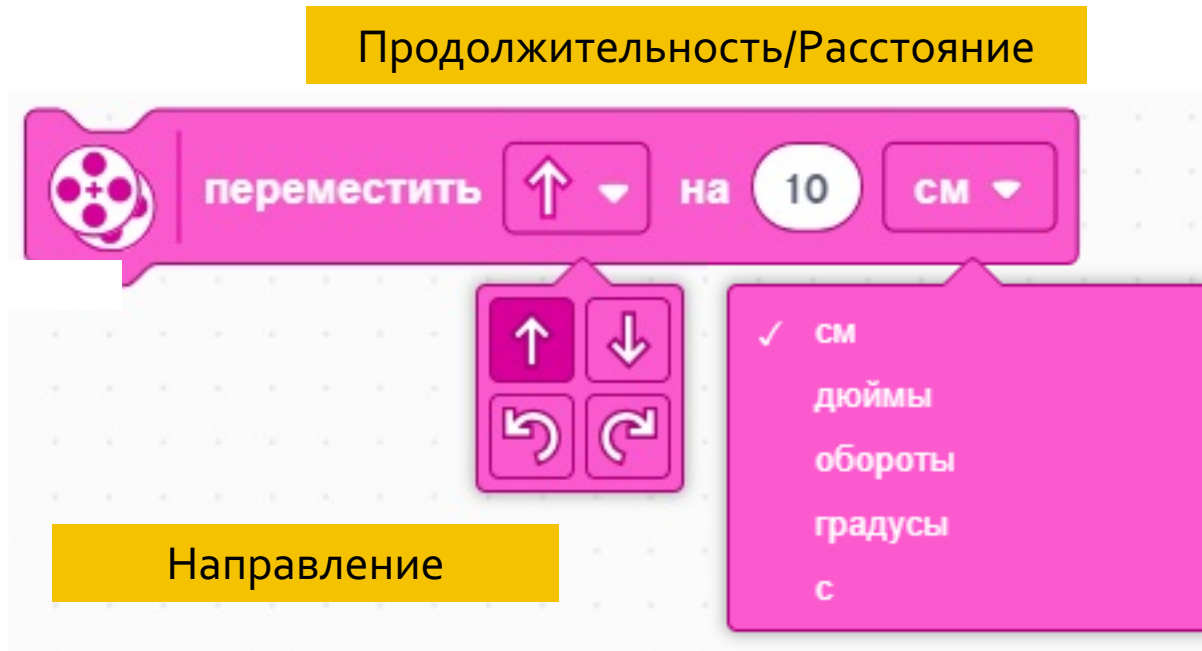 Продолжительность/Расстояние
переместить на 10 см
см
дюймы
обороты
градусы
с
Направление